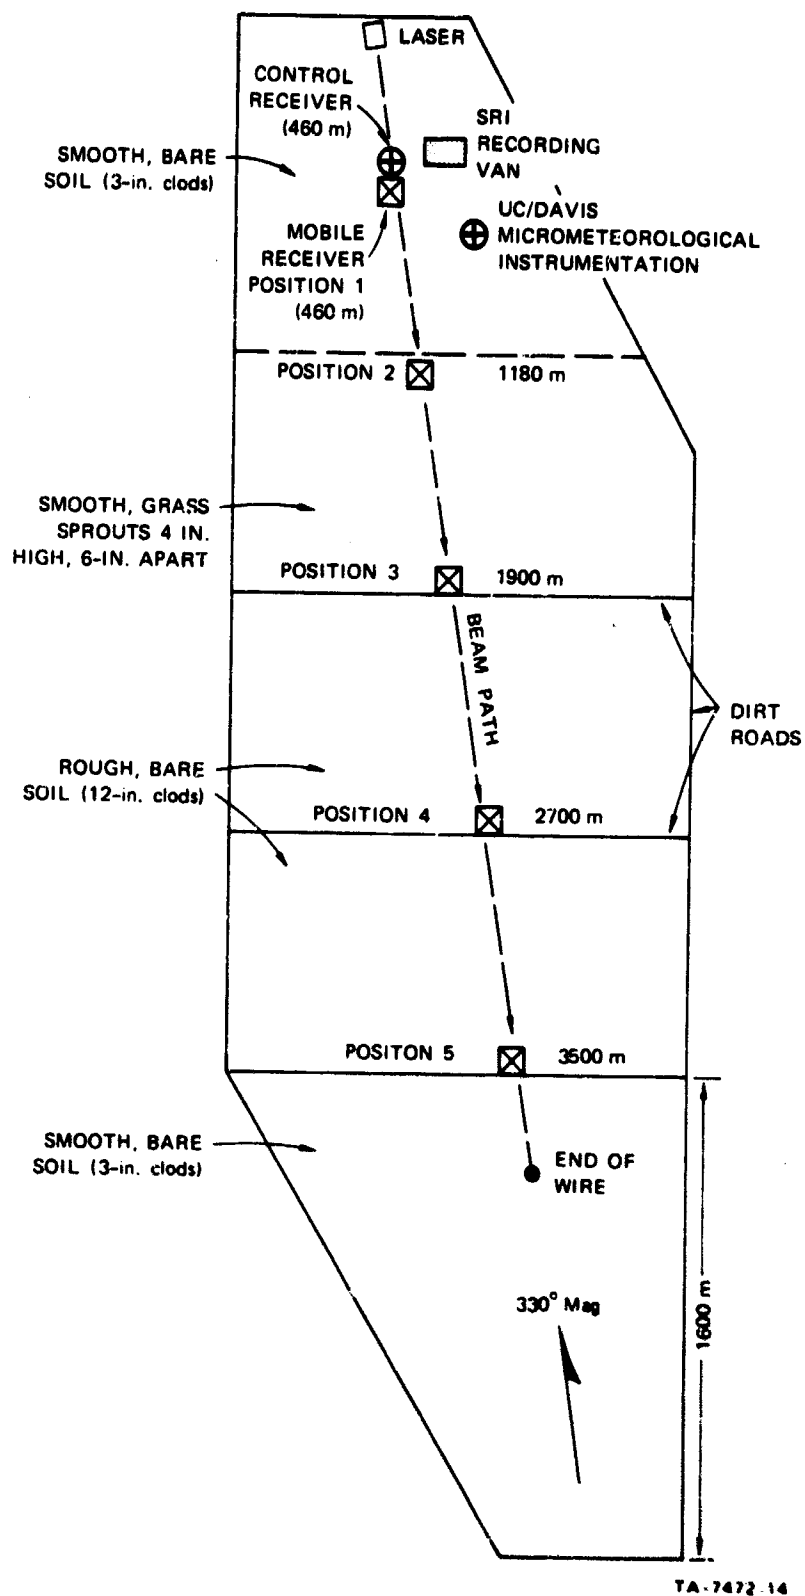 LASER
CONTROL
RECEIVER
(460 m)
SRI
RECORDING
VAN
SMOOTH, BARE
SOIL (3-in. clods)
MOBILE
RECEIVER
POSITION 1
(460 m)
UC/DAVIS
MICROMETEOROLOGICAL
INSTRUMENTATION
POSITION 2
1180 m
SMOOTH, GRASS
SPROUTS 4 IN.
HIGH, 6-IN. APART
POSITION 3
1900 m
BEAM PATH
DIRT
ROADS
ROUGH, BARE
SOIL (12-in. clods)
POSITION 4
2700 m
POSITON 5
3500 m
SMOOTH, BARE
SOIL (3-in. clods)
END OF
WIRE
330° Mag
1600 m
TA-7472-14